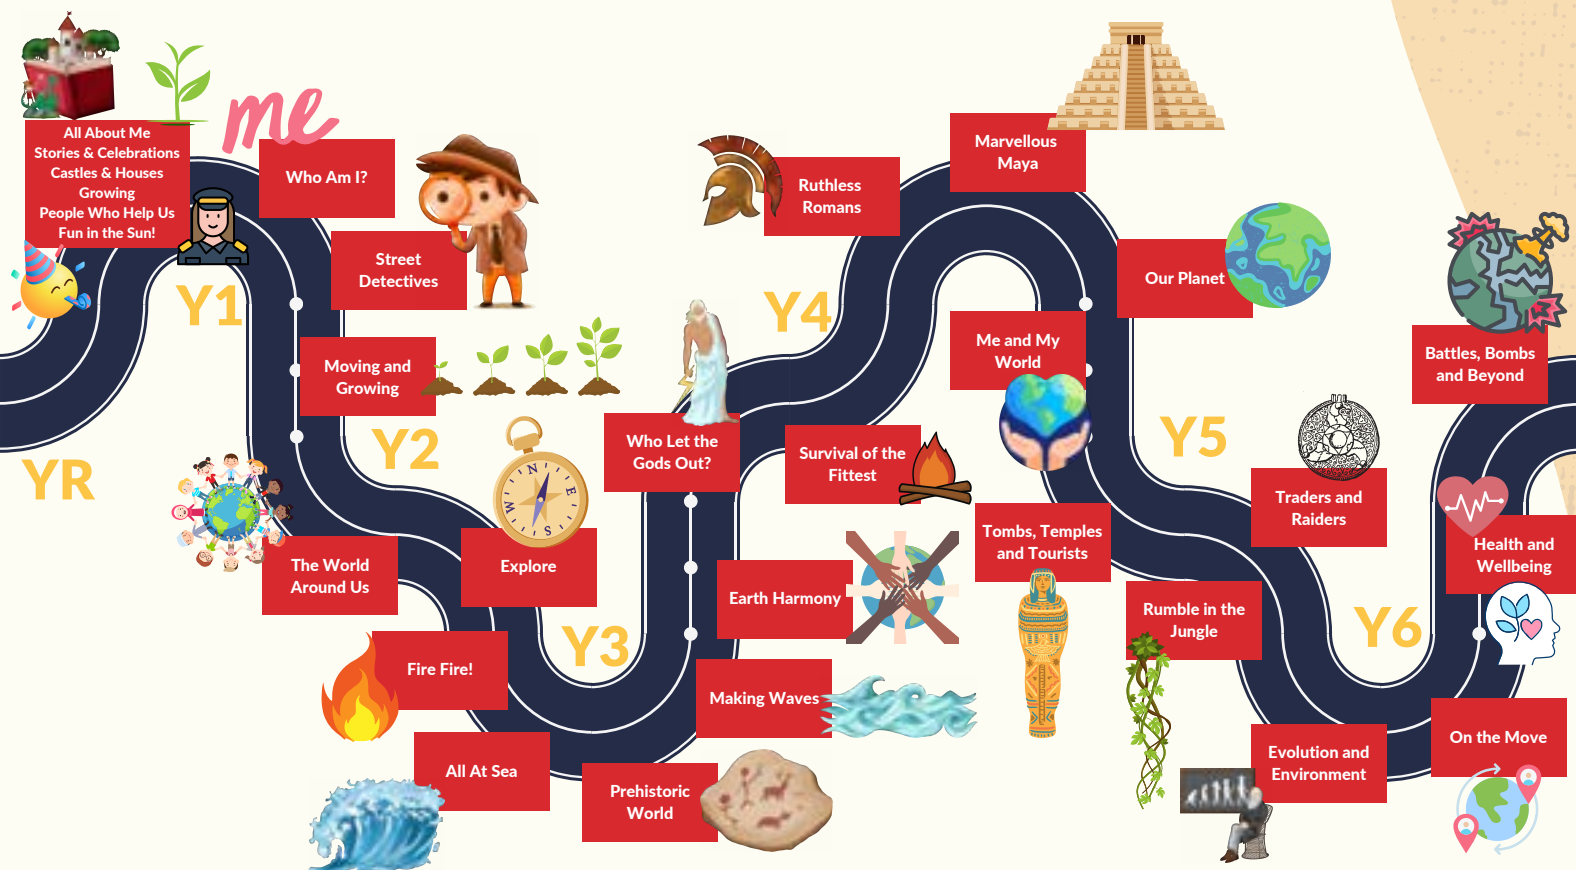 All About Me
Stories & Celebrations
Castles & Houses
Growing
People Who Help Us
Fun in the Sun!
YR
me
Y1
Who Am I?
Street
Detectives
Moving and
Growing
The World
Around Us
Y2
N
E
S
W
Explore
Fire Fire!
All At Sea
Y3
Prehistoric
World
Making Waves
Earth Harmony
Who Let the
Gods Out?
Y4
Ruthless
Romans
Survival of the
Fittest
Marvellous
Maya
Our Planet
Me and My
World
Tombs, Temples
and Tourists
Y5
Traders and
Raiders
Rumble in the
Jungle
Evolution and
Environment
Y6
On the Move
Health and
Wellbeing
Battles, Bombs
and Beyond